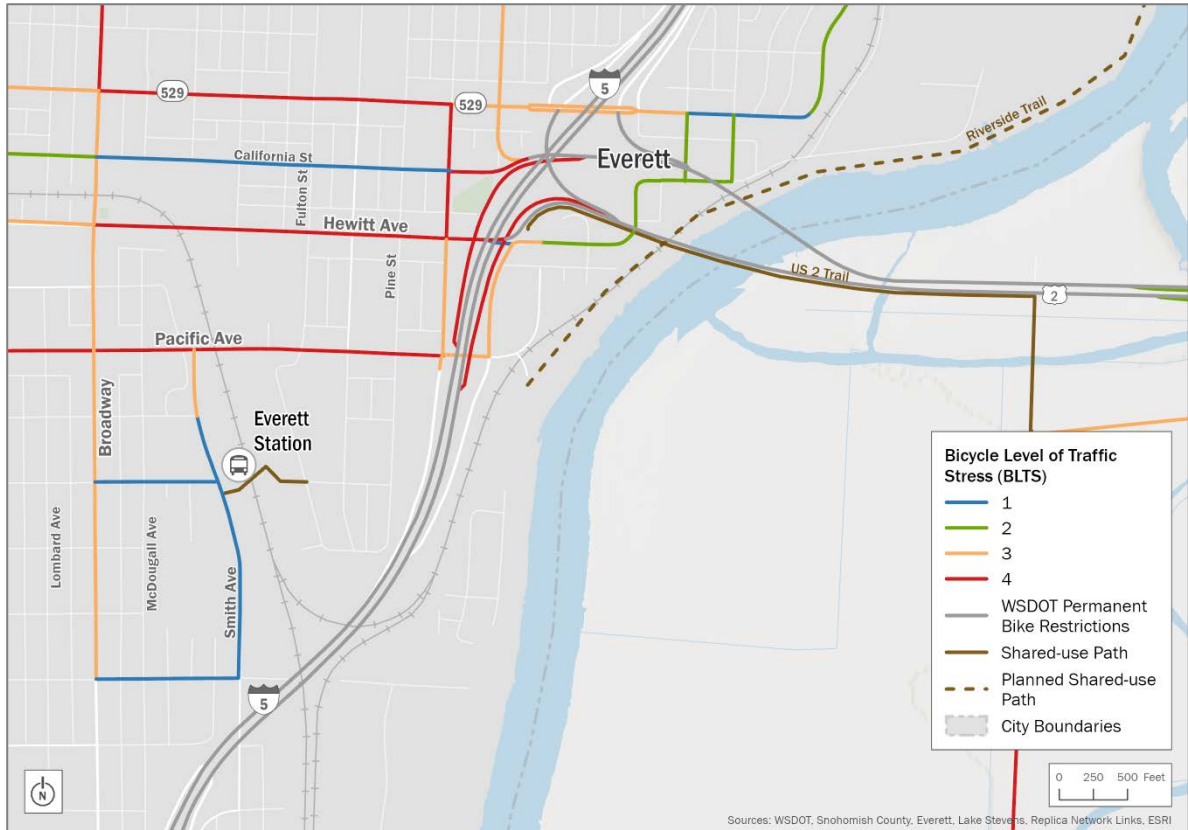 5
529
529
Riverside Trail
California St
Everett
Fulton St
Hewitt Ave
Pine St
US 2 Trail
2
Pacific Ave
Broadway
Everett
Station
Lombard Ave
McDougall Ave
Smith Ave
5
Bicycle Level of Traffic
Stress (BLTS)
1
2
3
4
WSDOT Permanent
Bike Restrictions
Shared-use Path
Planned Shared-use
Path
City Boundaries
N
0 250 500 Feet
Sources: WSDOT, Snohomish County, Everett, Lake Stevens, Replica Network Links, ESRI